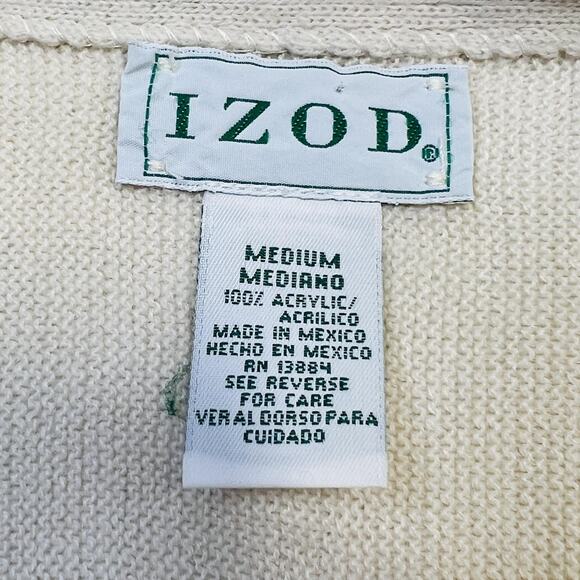 IZOD®
MEDIUM
MEDIANO
100% ACRYLIC/
ACRILICO
MADE IN MEXICO
HECHO EN MEXICO
RN 13884
SEE REVERSE
FOR CARE
VER AL DORSO PARA
CUIDADO